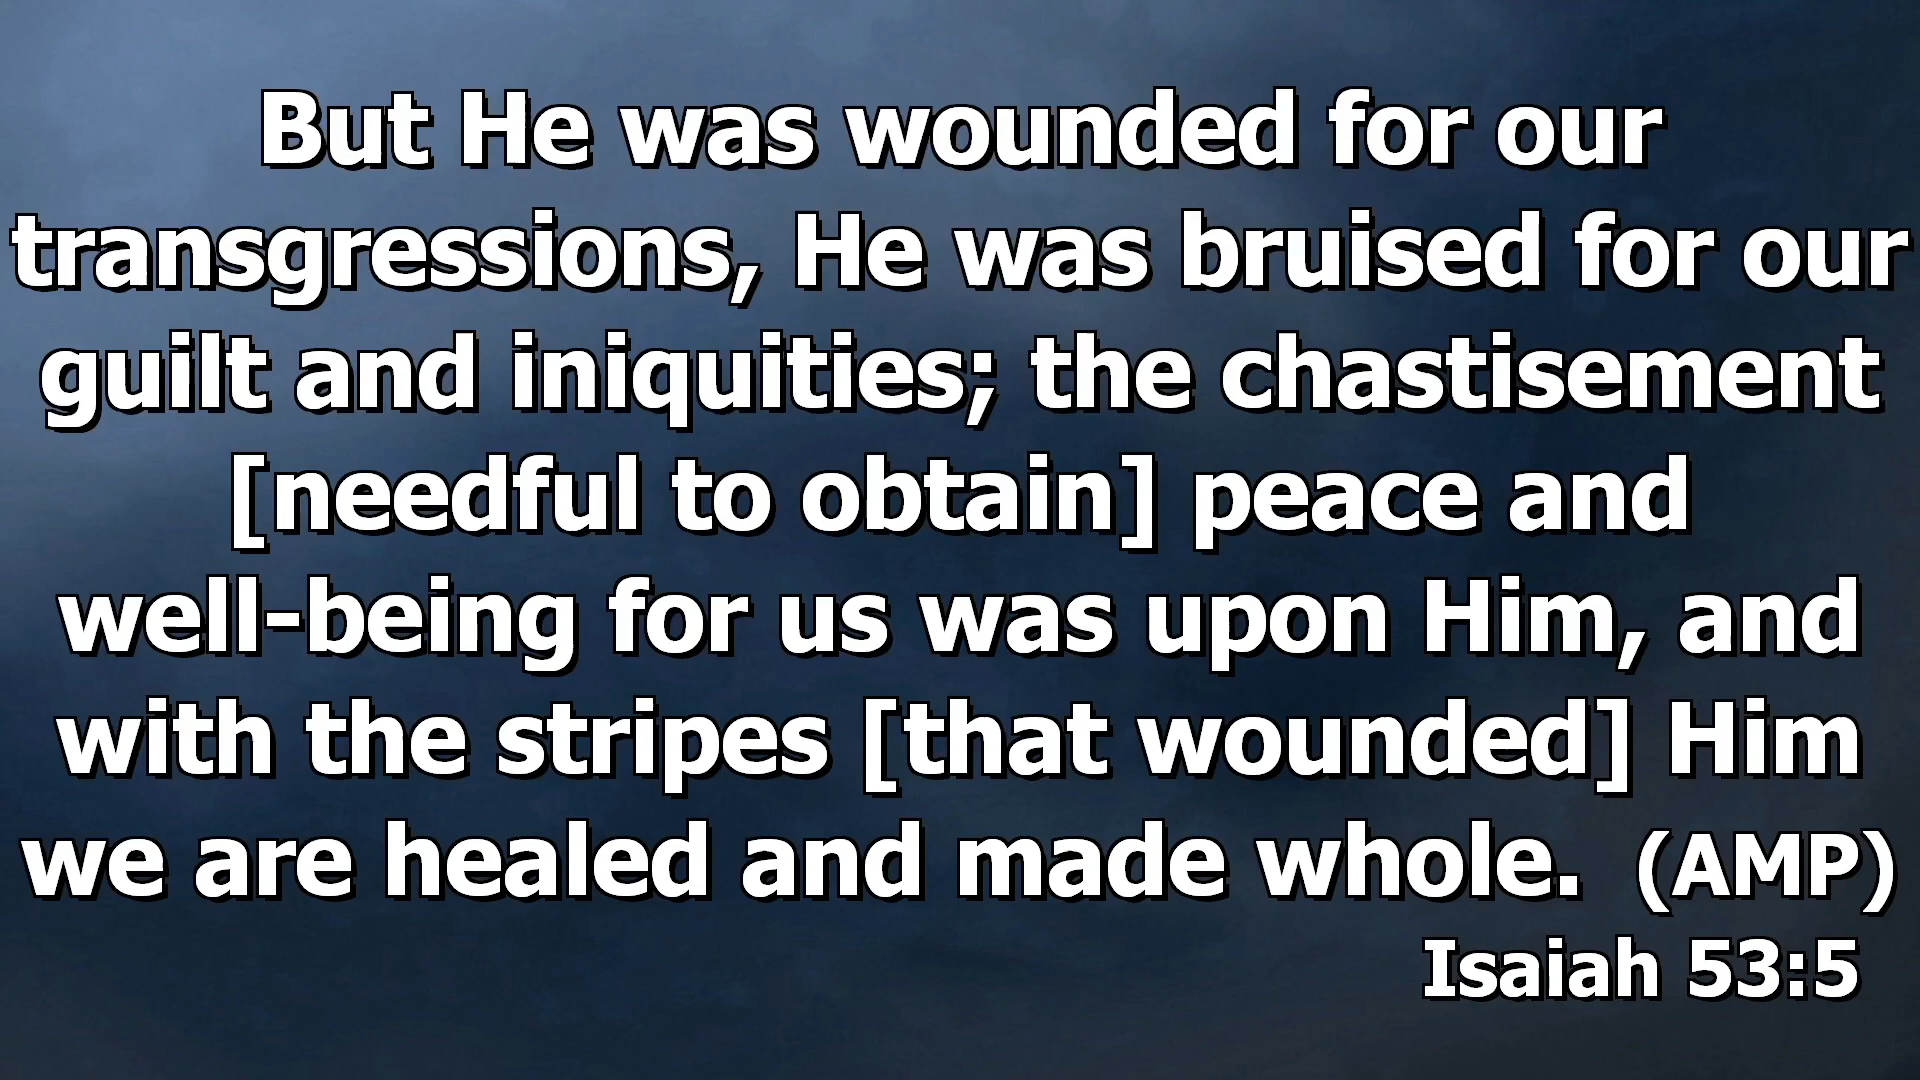 But He was wounded for our
transgressions, He was bruised for our
guilt and iniquities; the chastisement
[needful to obtain] peace and
well-being for us was upon Him, and
with the stripes [that wounded] Him
we are healed and made whole. (AMP)
Isaiah 53:5